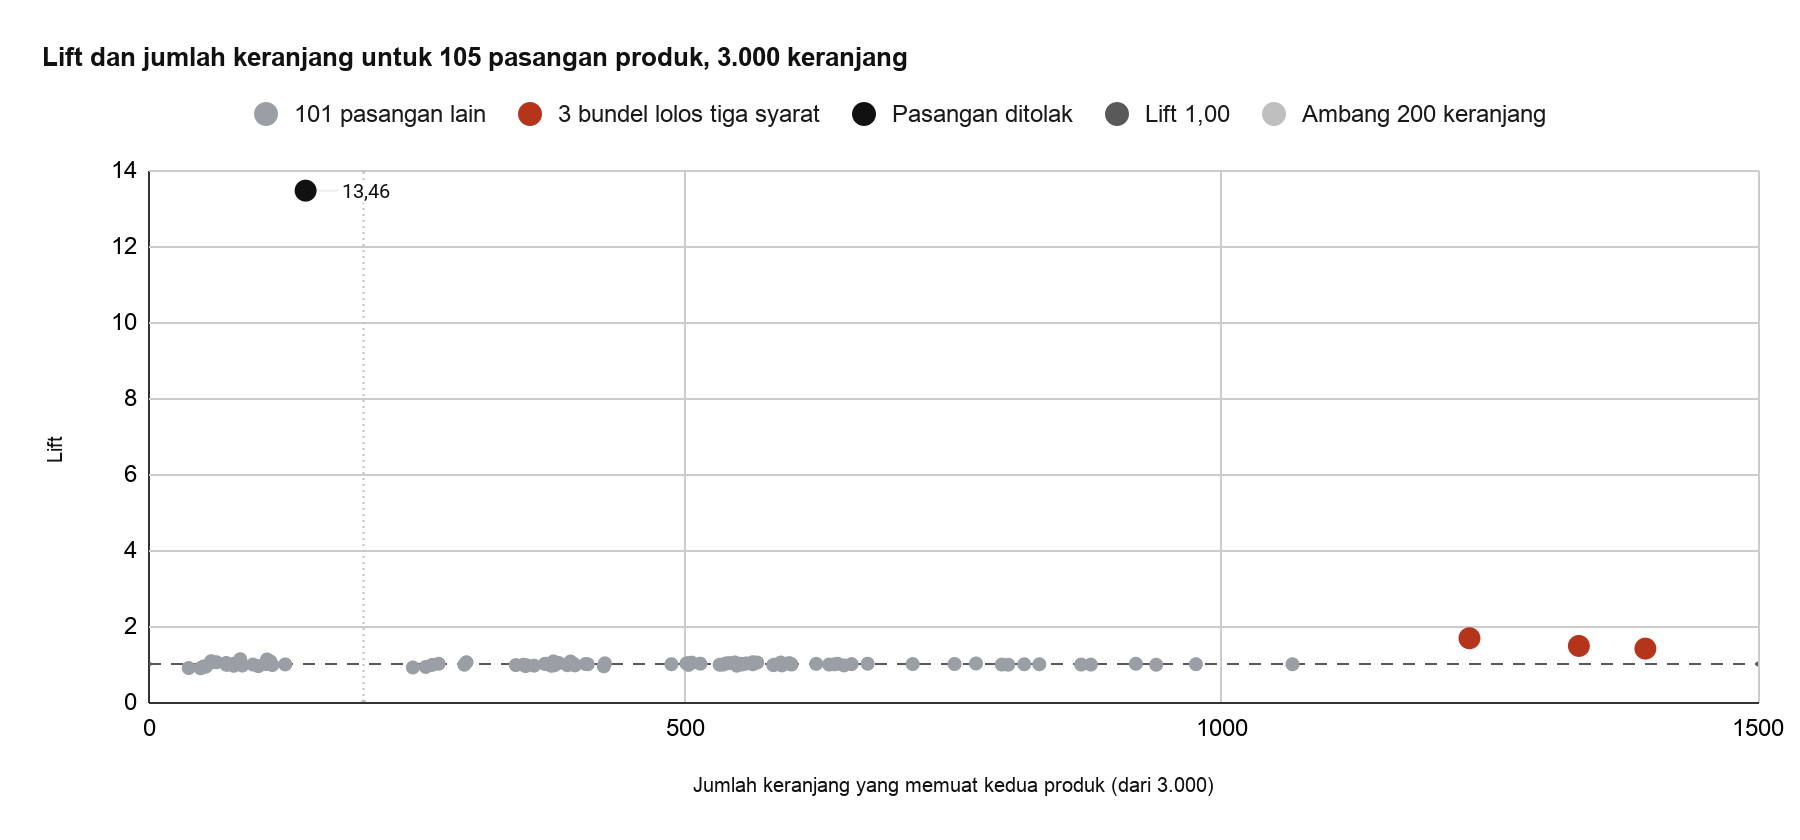 Lift dan jumlah keranjang untuk 105 pasangan produk, 3.000 keranjang
101 pasangan lain
3 bundel lolos tiga syarat
Pasangan ditolak
Lift 1,00
Ambang 200 keranjang
14
12
10
8
6
4
2
0
Lift
13,46
0
500
1000
1500
Jumlah keranjang yang memuat kedua produk (dari 3.000)